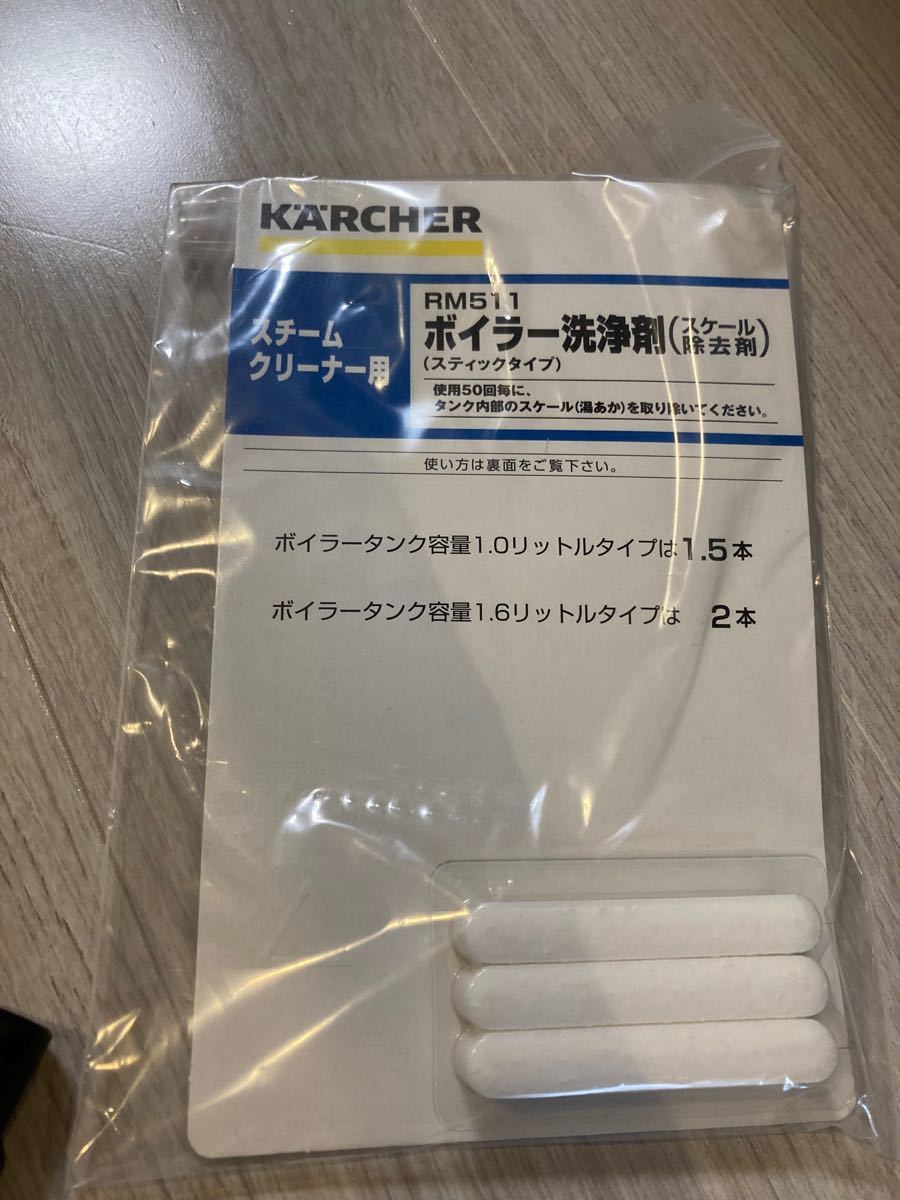 KÄRCHER
スチーム
クリーナー用
RM511
ボイラー洗浄剤(スケール除去剤)
(スティックタイプ)
使用50回毎に、
タンク内部のスケール(湯あか)を取り除いてください。
使い方は裏面をご覧下さい。
ボイラータンク容量1.0リットルタイプは1.5本
ボイラータンク容量1.6リットルタイプは 2本